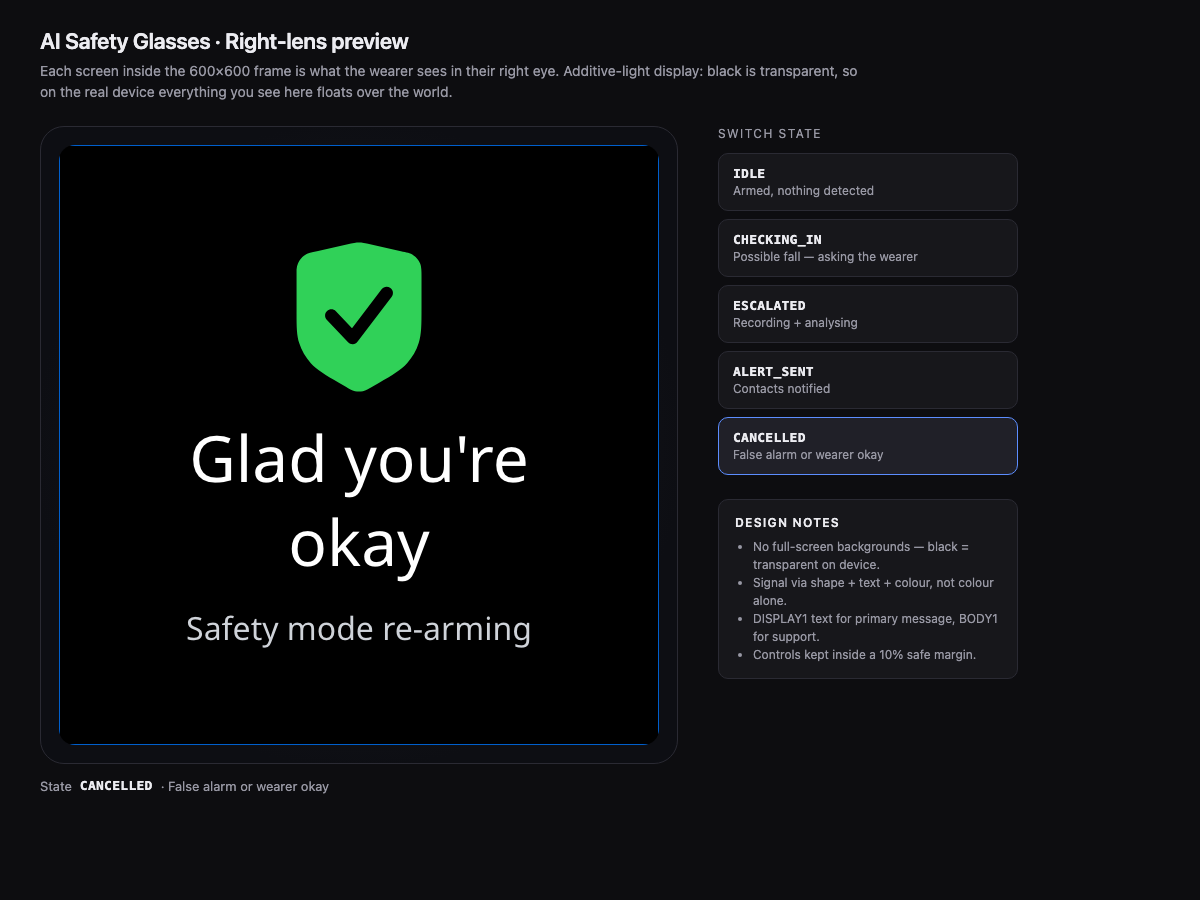 AI Safety Glasses · Right-lens preview
Each screen inside the 600×600 frame is what the wearer sees in their right eye. Additive-light display: black is transparent, so
on the real device everything you see here floats over the world.
Glad you're
okay
Safety mode re-arming
State CANCELLED · False alarm or wearer okay
SWITCH STATE
IDLE
Armed, nothing detected
CHECKING_IN
Possible fall — asking the wearer
ESCALATED
Recording + analysing
ALERT_SENT
Contacts notified
CANCELLED
False alarm or wearer okay
DESIGN NOTES
• No full-screen backgrounds — black =
transparent on device.
• Signal via shape + text + colour, not colour
alone.
• DISPLAY1 text for primary message, BODY1
for support.
• Controls kept inside a 10% safe margin.